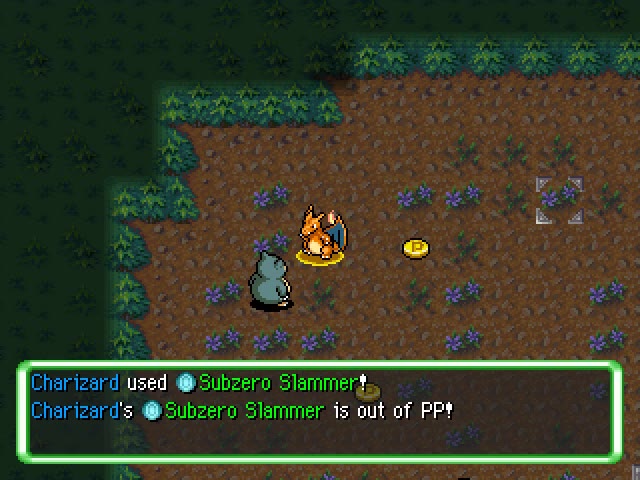 Charizard used Subzero Slammer!
Charizard's Subzero Slammer is out of PP!
P